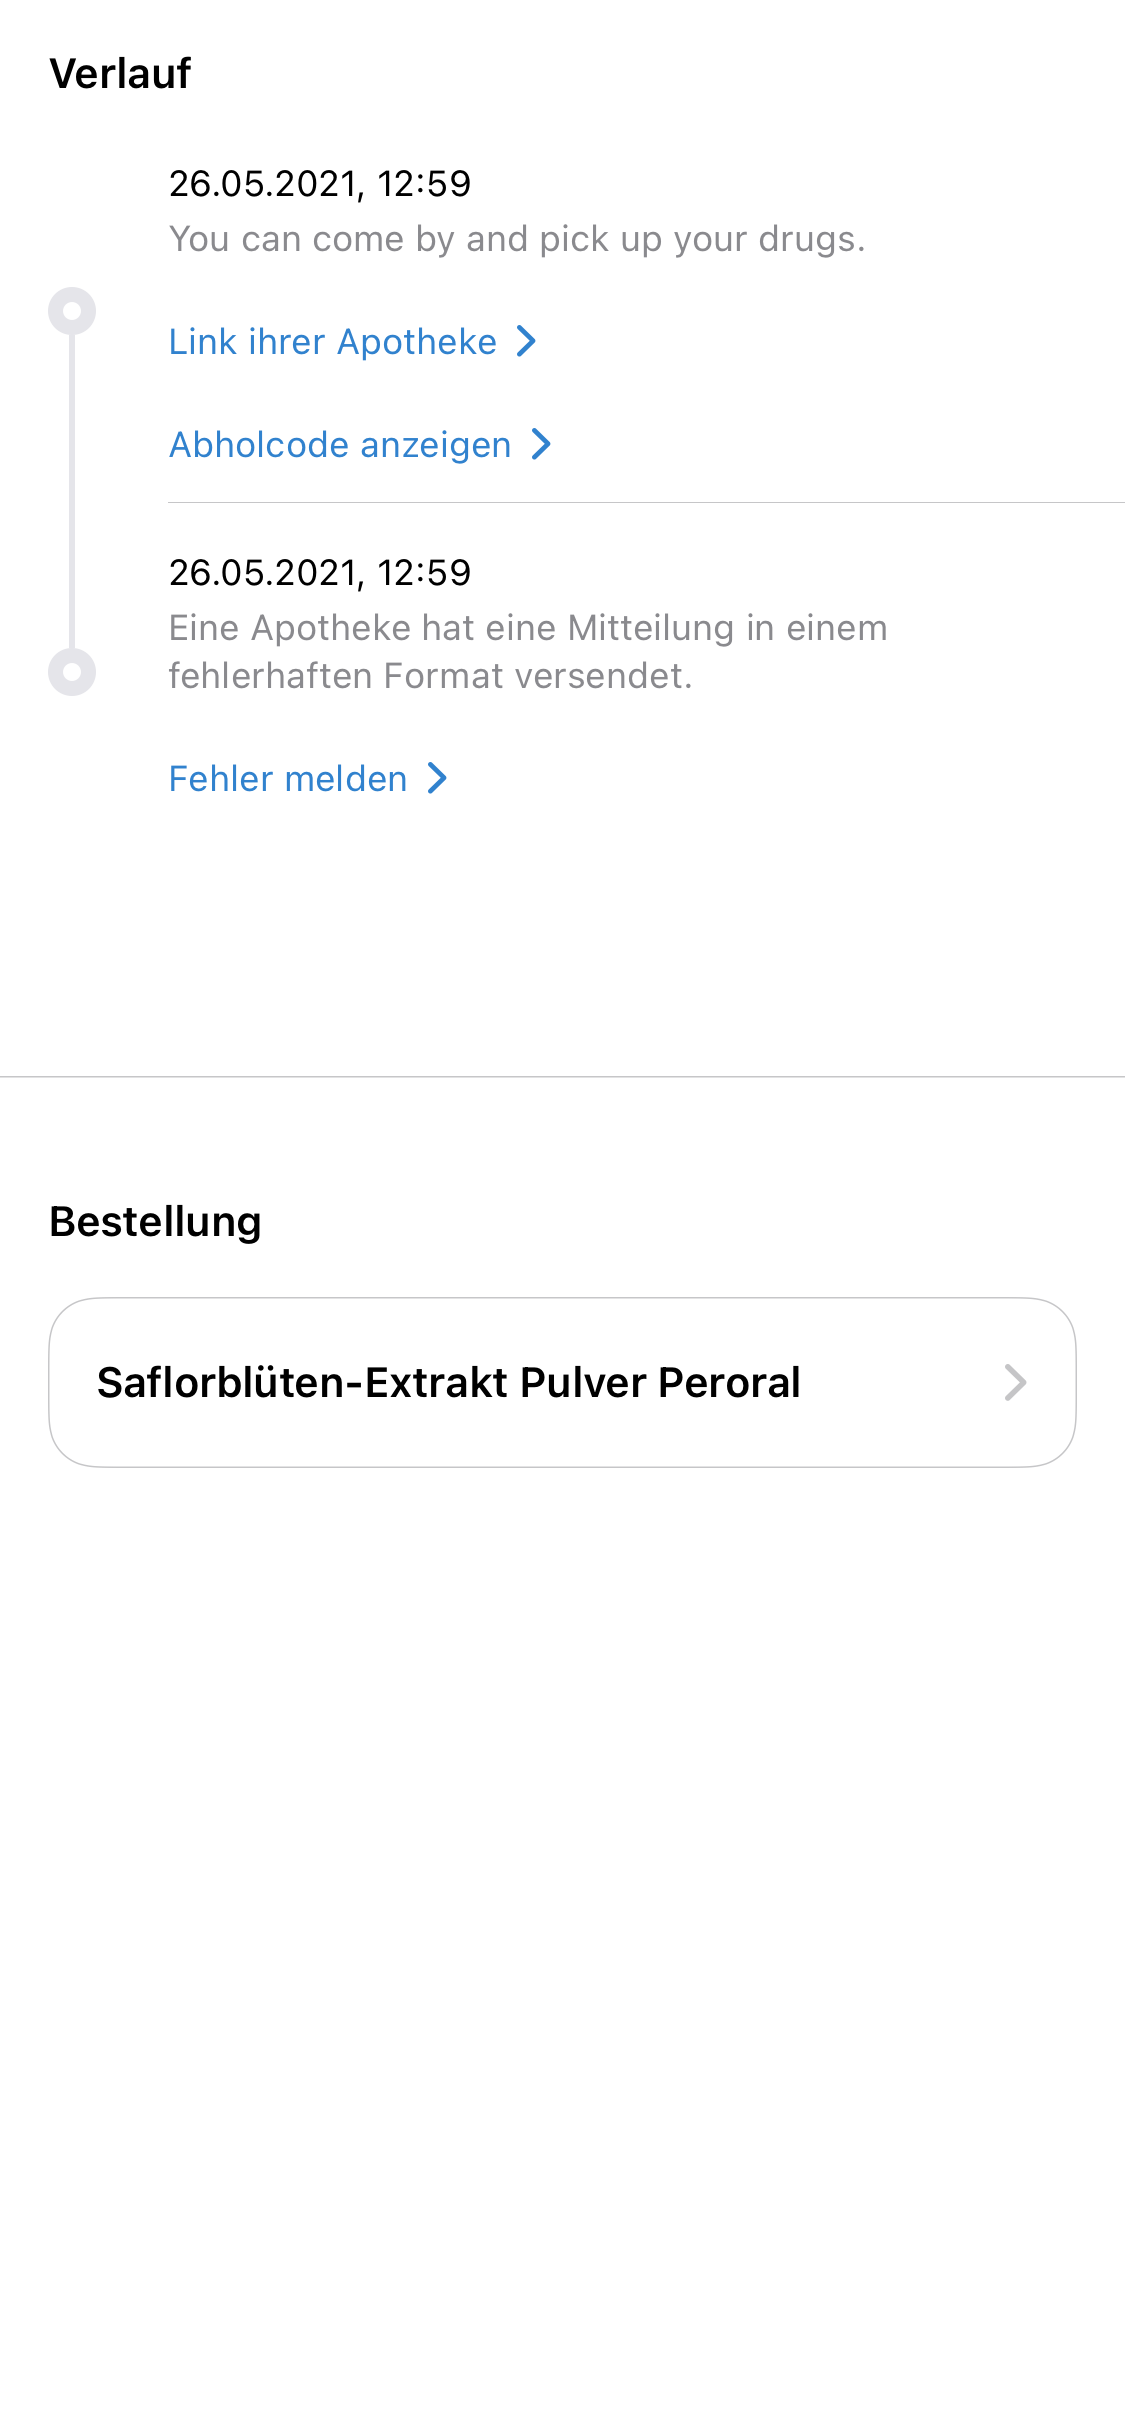 Verlauf
26.05.2021, 12:59
You can come by and pick up your drugs.
Link ihrer Apotheke
Abholcode anzeigen
26.05.2021, 12:59
Eine Apotheke hat eine Mitteilung in einem
fehlerhaften Format versendet.
Fehler melden
Bestellung
Saflorblüten-Extrakt Pulver Peroral